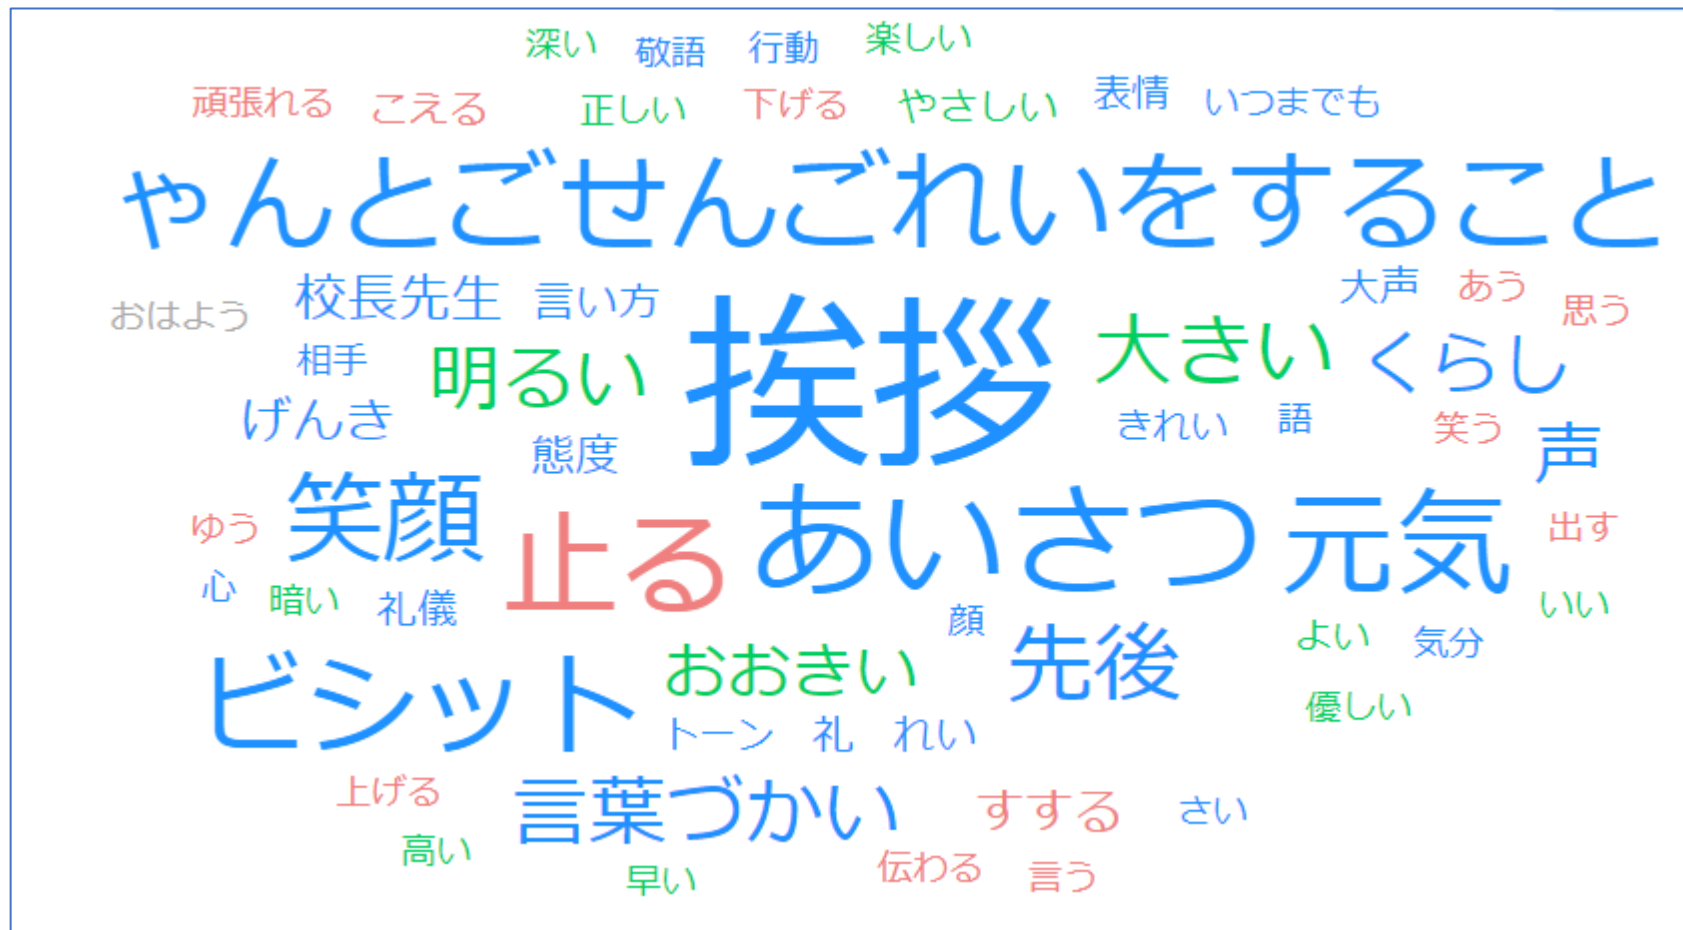 深い 敬語 行動 楽しい
頑張れる こえる 正しい 下げる やさしい 表情 いつまでも
ゃんとごせんごれいをすること
おはよう 校長先生 言い方 大声 あう 思う
相手 明るい 挨拶 大きい くらし
げんき 態度 きれい 語 笑う 声
ゆう 笑顔 止る あいさつ 元気 出す
心 暗い 礼儀 顔 先後 よい 気分 いい
ビシット おおきい 優しい
トーン 礼 れい
上げる 言葉づかい すする さい
高い 早い 伝わる 言う